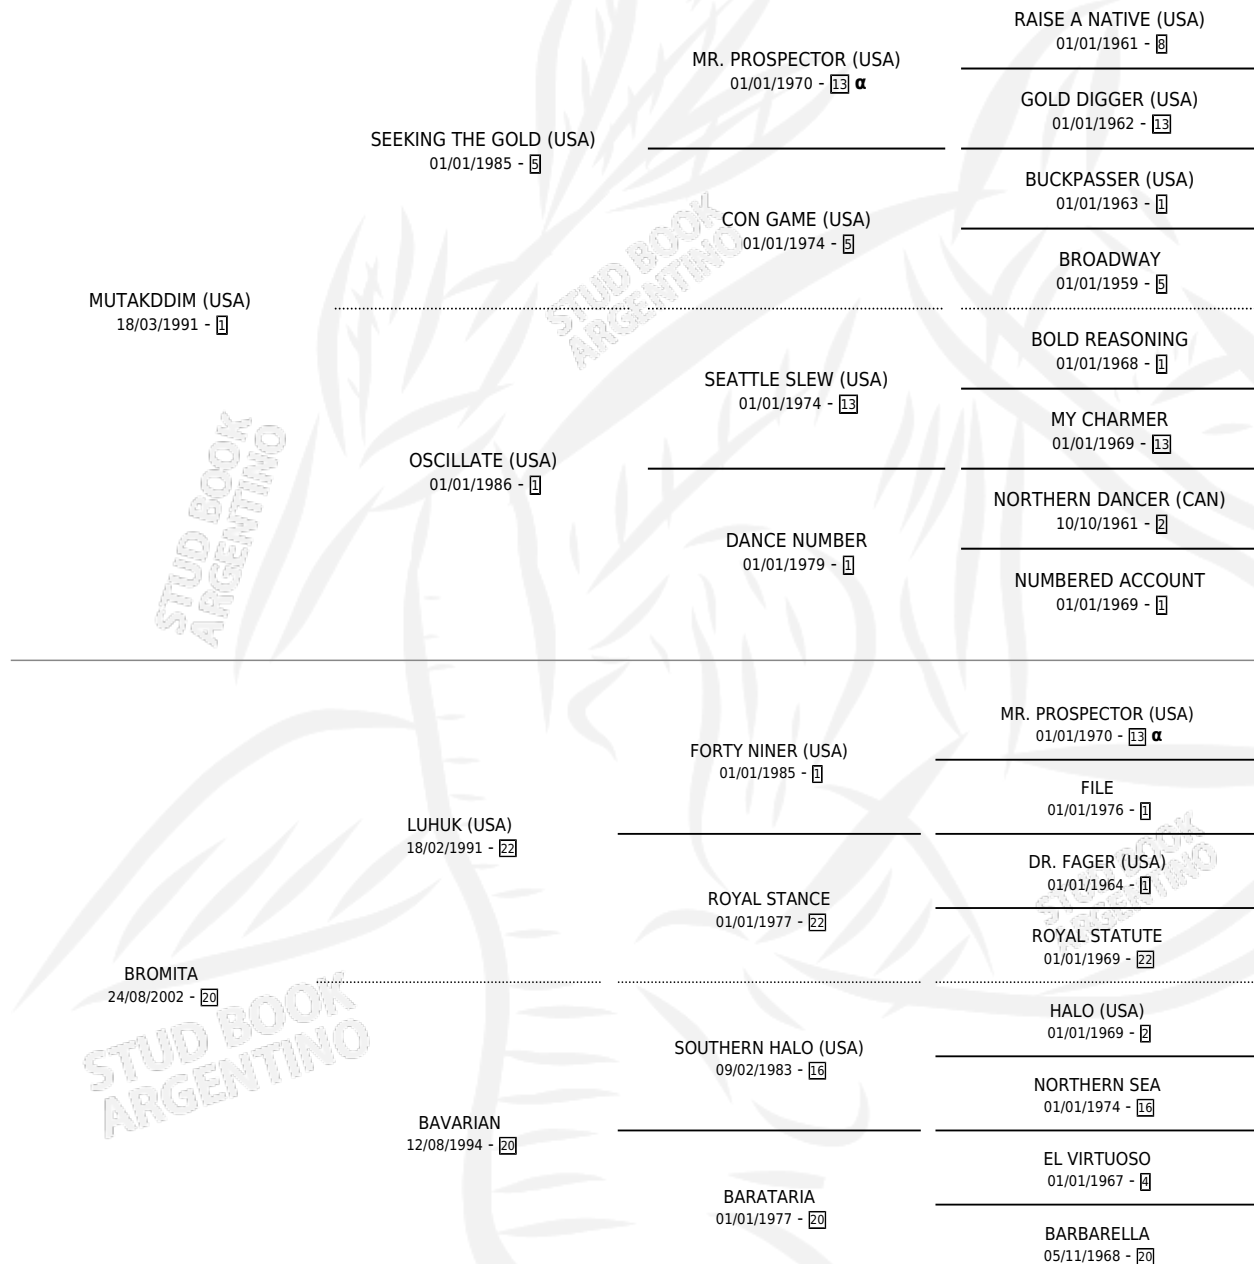 RAISE A NATIVE (USA)
01/01/1961 - 8
MR. PROSPECTOR (USA)
01/01/1970 - 13 α
GOLD DIGGER (USA)
01/01/1962 - 13
SEEKING THE GOLD (USA)
01/01/1985 - 5
BUCKPASSER (USA)
01/01/1963 - 1
CON GAME (USA)
01/01/1974 - 5
BROADWAY
01/01/1959 - 5
MUTAKDDIM (USA)
18/03/1991 - 1
BOLD REASONING
01/01/1968 - 1
SEATTLE SLEW (USA)
01/01/1974 - 13
MY CHARMER
01/01/1969 - 13
OSCILLATE (USA)
01/01/1986 - 1
NORTHERN DANCER (CAN)
10/10/1961 - 2
DANCE NUMBER
01/01/1979 - 1
NUMBERED ACCOUNT
01/01/1969 - 1
STUD BOOK
ARGENTINO
STUD BOOK
ARGENTINO
MR. PROSPECTOR (USA)
01/01/1970 - 13 α
FORTY NINER (USA)
01/01/1985 - 1
FILE
01/01/1976 - 1
LUHUK (USA)
18/02/1991 - 22
DR. FAGER (USA)
01/01/1964 - 1
ROYAL STANCE
01/01/1977 - 22
ROYAL STATUTE
01/01/1969 - 22
STUD BOOK
ARGENTINO
BROMITA
24/08/2002 - 20
HALO (USA)
01/01/1969 - 2
SOUTHERN HALO (USA)
09/02/1983 - 16
NORTHERN SEA
01/01/1974 - 16
STUD BOOK
ARGENTINO
BAVARIAN
12/08/1994 - 20
EL VIRTUOSO
01/01/1967 - 4
BARATARIA
01/01/1977 - 20
BARBARELLA
05/11/1968 - 20